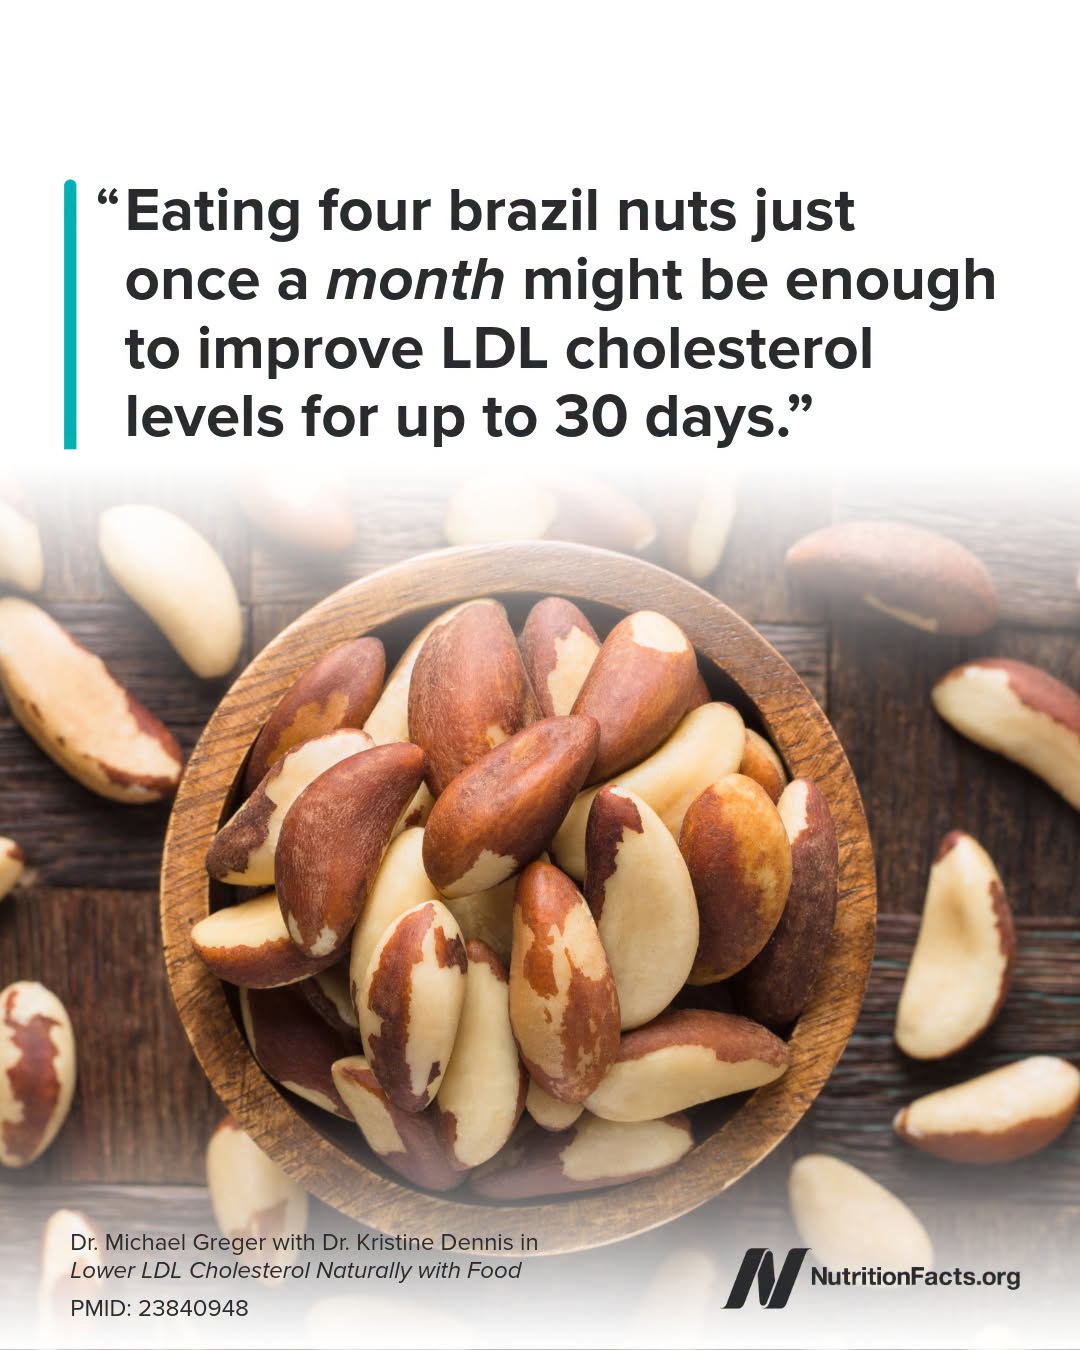 “Eating four brazil nuts just
once a month might be enough
to improve LDL cholesterol
levels for up to 30 days.”
Dr. Michael Greger with Dr. Kristine Dennis in
Lower LDL Cholesterol Naturally with Food
PMID: 23840948
NutritionFacts.org